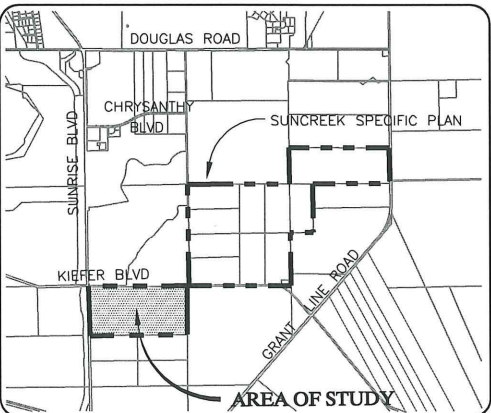 DOUGLAS ROAD
CHRYSANTHY
BLVD
SUNCREEK SPECIFIC PLAN
SUNRISE BLVD
KIEFER BLVD
GRANT LINE ROAD
AREA OF STUDY